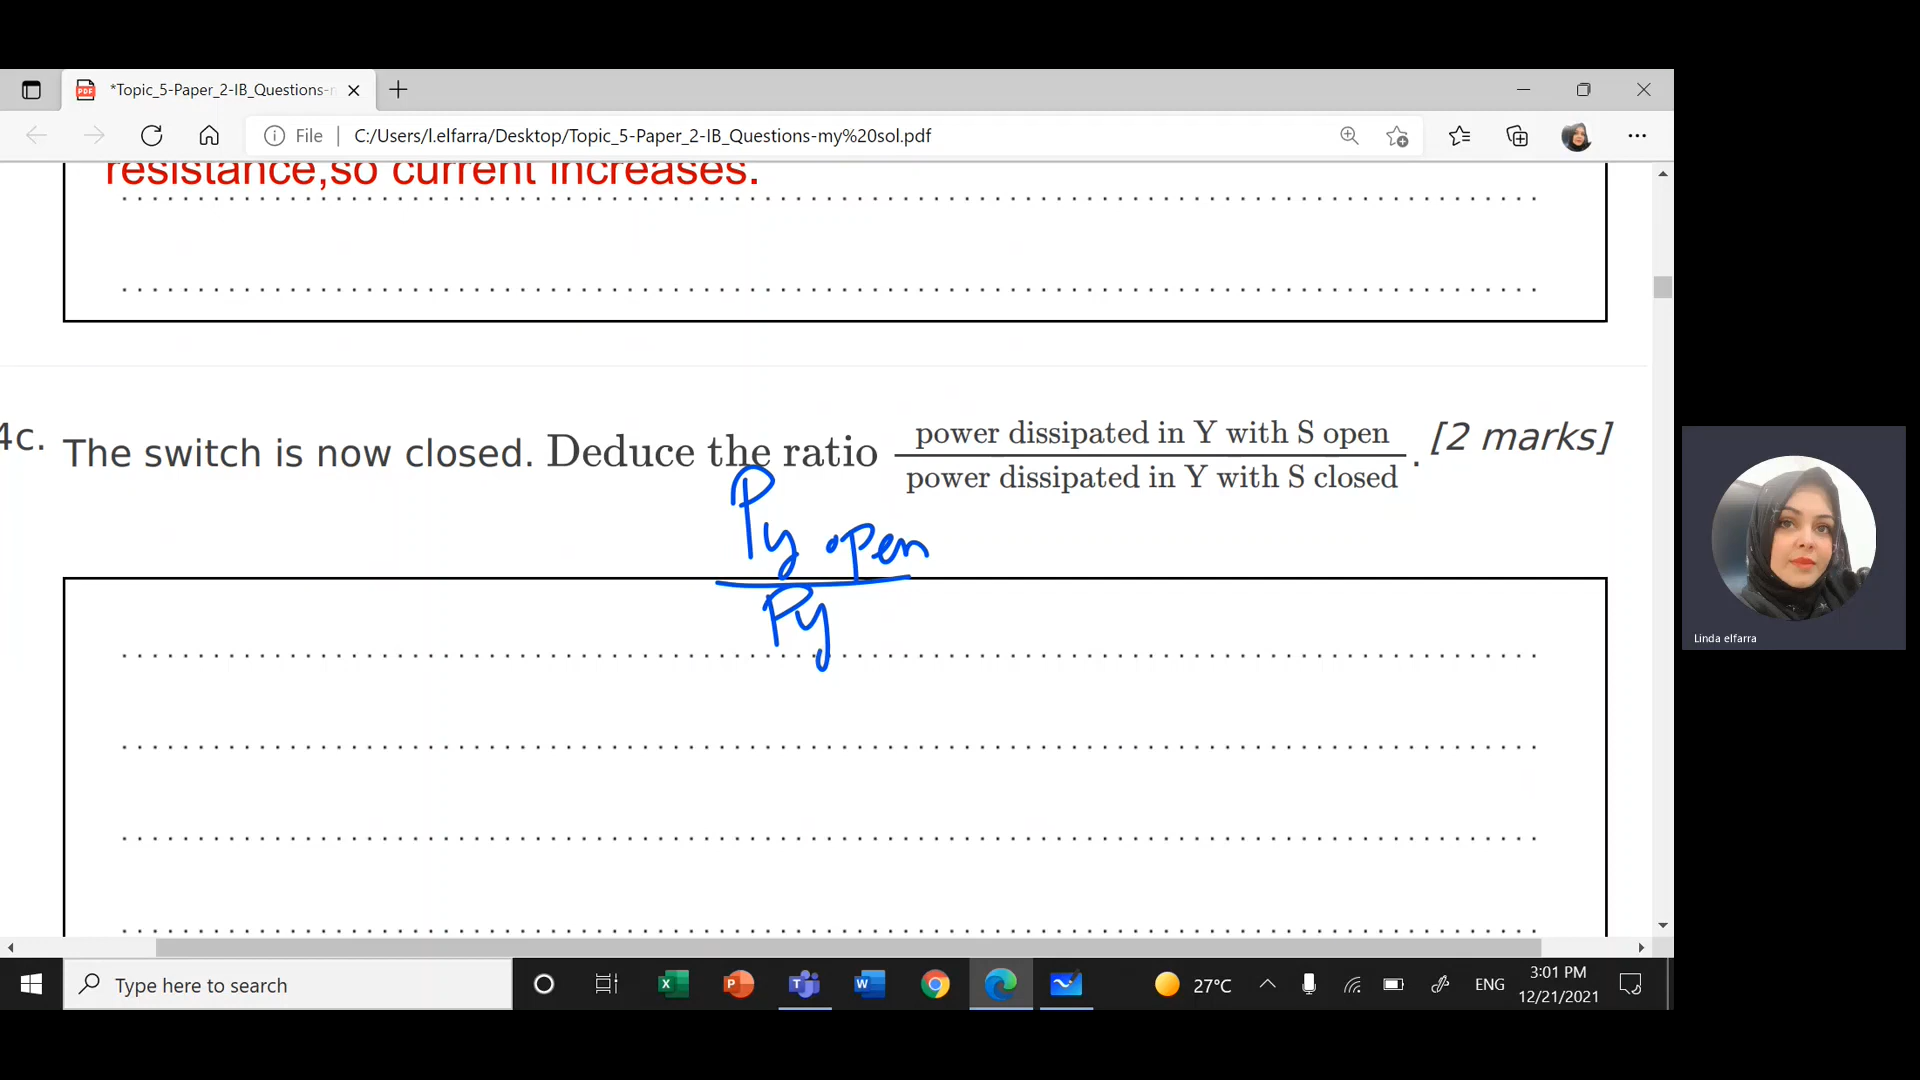 *Topic_5-Paper_2-IB_Questions-
File | C:/Users/l.elfarra/Desktop/Topic_5-Paper_2-IB_Questions-my%20sol.pdf
resistance,so current increases.
4c. The switch is now closed. Deduce the ratio power dissipated in Y with S open / power dissipated in Y with S closed. [2 marks]
Py open
Py
Linda elfarra
Type here to search
27°C
ENG
3:01 PM
12/21/2021